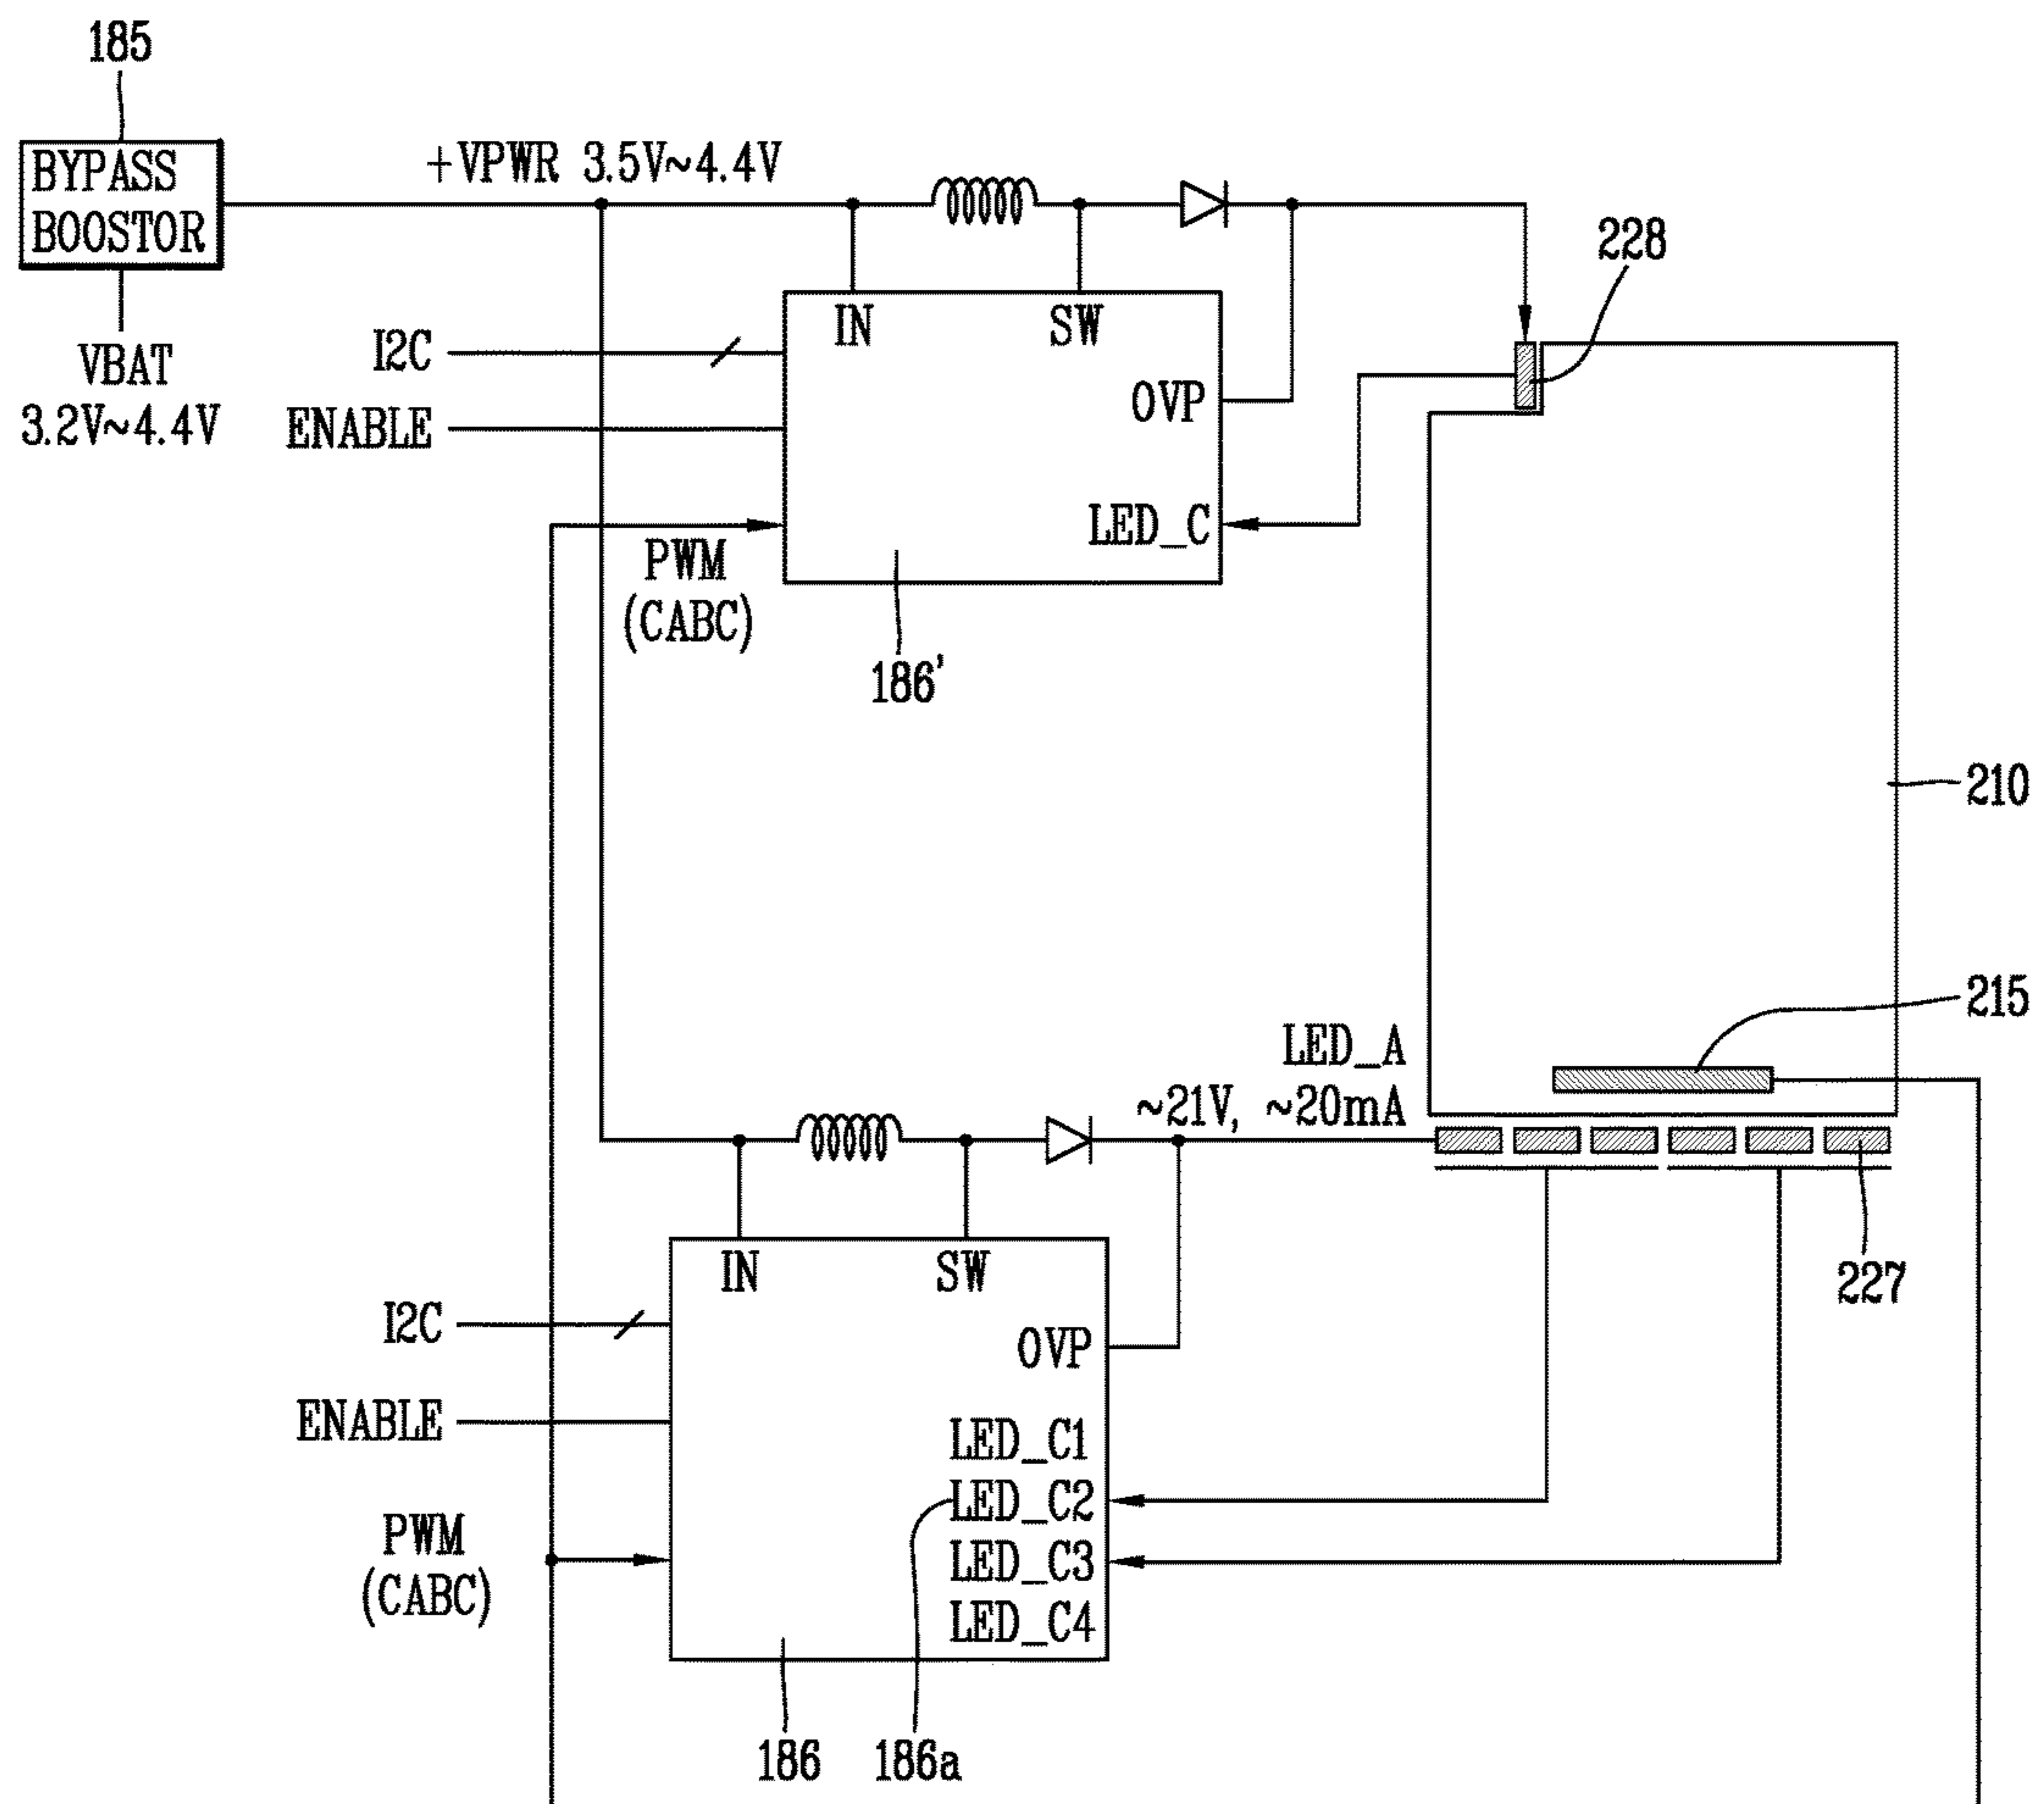 185
BYPASS
BOOSTOR
+VPWR 3.5V~4.4V
228
VBAT
3.2V~4.4V
I2C
ENABLE
IN
SW
OVP
LED_C
PWM
(CABC)
186'
210
215
LED_A
~21V, ~20mA
227
IN
SW
I2C
ENABLE
OVP
LED_C1
LED_C2
LED_C3
LED_C4
PWM
(CABC)
186
186a